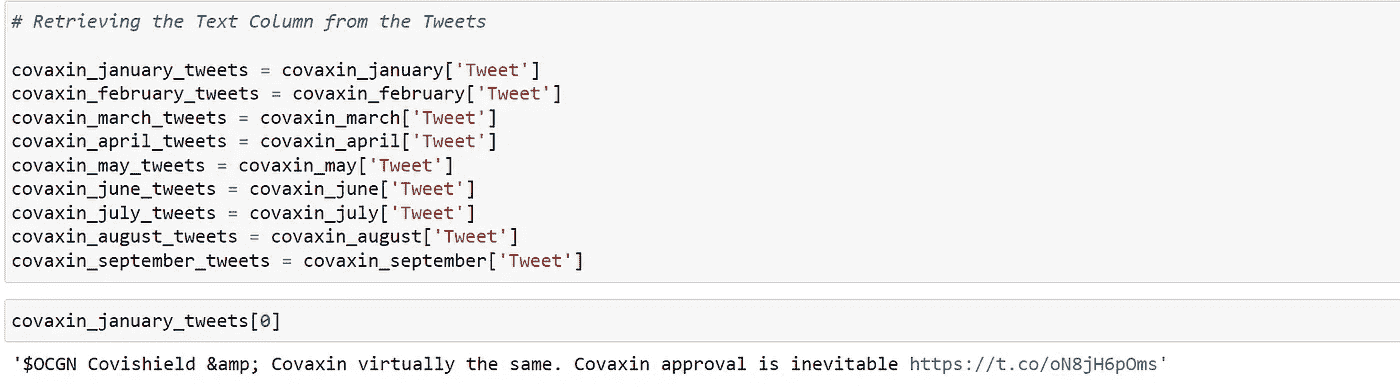 # Retrieving the Text Column from the Tweets
covaxin_january_tweets = covaxin_january['Tweet']
covaxin_february_tweets = covaxin_february['Tweet']
covaxin_march_tweets = covaxin_march['Tweet']
covaxin_april_tweets = covaxin_april['Tweet']
covaxin_may_tweets = covaxin_may['Tweet']
covaxin_june_tweets = covaxin_june['Tweet']
covaxin_july_tweets = covaxin_july['Tweet']
covaxin_august_tweets = covaxin_august['Tweet']
covaxin_september_tweets = covaxin_september['Tweet']
covaxin_january_tweets[0]
'$OCGN Covishield &amp; Covaxin virtually the same. Covaxin approval is inevitable https://t.co/oN8jH6pOms'